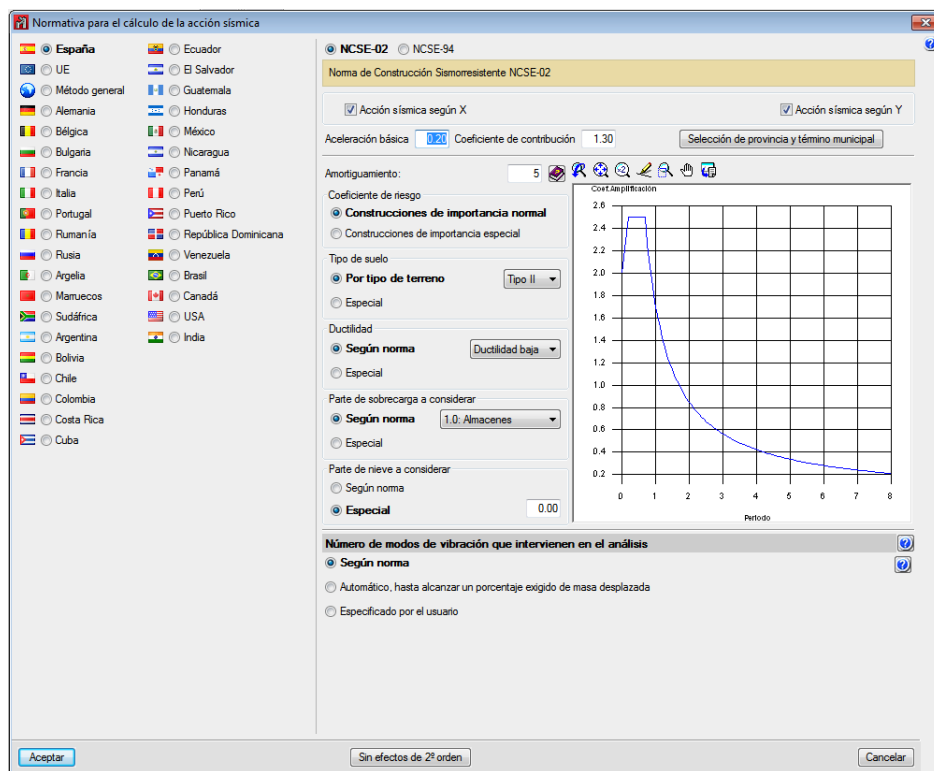 Normativa para el cálculo de la acción sísmica
España
UE
Método general
Alemania
Bélgica
Bulgaria
Francia
Italia
Portugal
Rumanía
Rusia
Argelia
Marruecos
Sudáfrica
Argentina
Bolivia
Chile
Colombia
Costa Rica
Cuba
Ecuador
El Salvador
Guatemala
Honduras
México
Nicaragua
Panamá
Perú
Puerto Rico
República Dominicana
Venezuela
Brasil
Canadá
USA
India
NCSE-02 NCSE-94
Norma de Construcción Sismorresistente NCSE-02
Acción sísmica según X Acción sísmica según Y
Aceleración básica 0.20 Coeficiente de contribución 1.30 Selección de provincia y término municipal
Amortiguamiento: 5
Coeficiente de riesgo
Construcciones de importancia normal
Construcciones de importancia especial
Tipo de suelo
Por tipo de terreno Tipo II
Especial
Ductilidad
Según norma Ductilidad baja
Especial
Parte de sobrecarga a considerar
Según norma 1.0: Almacenes
Especial
Parte de nieve a considerar
Según norma
Especial 0.00
Coef.Amplificación
2.6
2.4
2.2
2.0
1.8
1.6
1.4
1.2
1.0
0.8
0.6
0.4
0.2
0 1 2 3 4 5 6 7 8
Periodo
Número de modos de vibración que intervienen en el análisis
Según norma
Automático, hasta alcanzar un porcentaje exigido de masa desplazada
Especificado por el usuario
Aceptar Sin efectos de 2º orden Cancelar